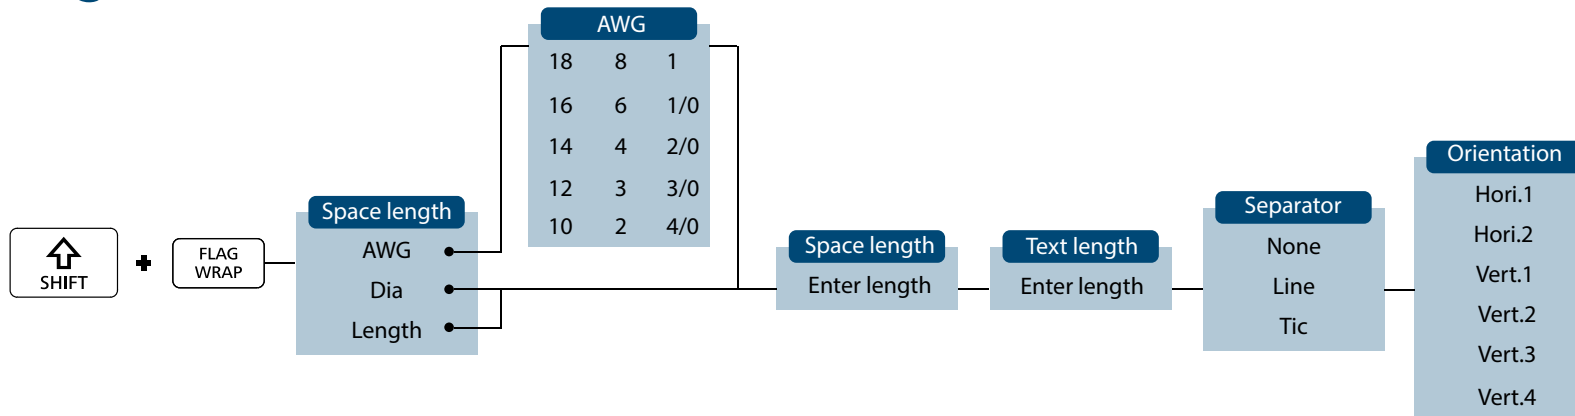 SHIFT
FLAG
WRAP
Space length
AWG
Dia
Length
AWG
18 8 1
16 6 1/0
14 4 2/0
12 3 3/0
10 2 4/0
Space length
Enter length
Text length
Enter length
Separator
None
Line
Tic
Orientation
Hori.1
Hori.2
Vert.1
Vert.2
Vert.3
Vert.4